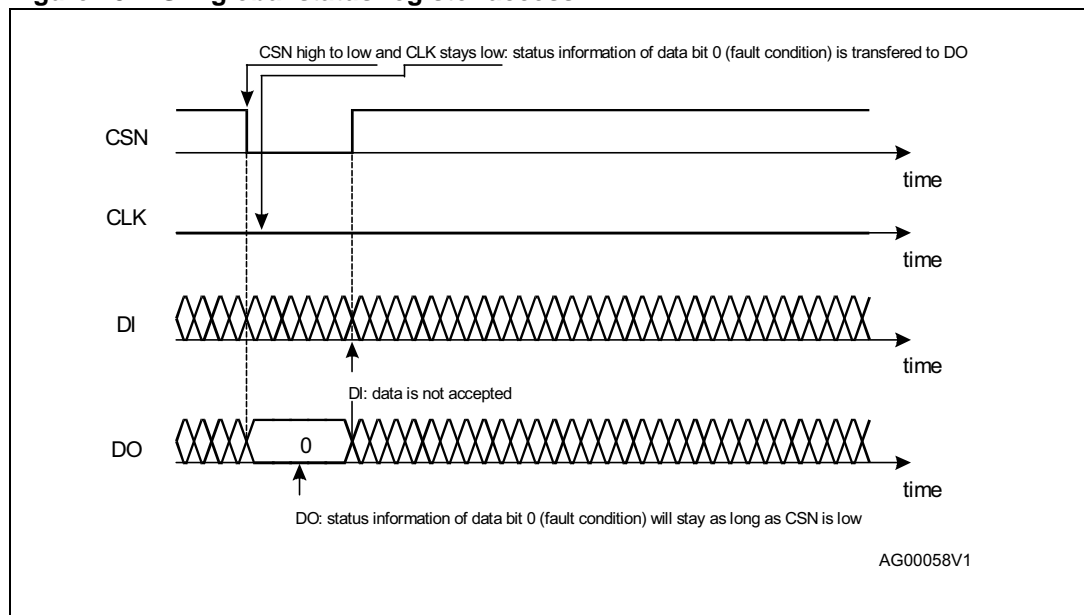 CSN high to low and CLK stays low: status information of data bit 0 (fault condition) is transfered to DO
CSN
time
CLK
time
DI
time
DI: data is not accepted
DO
0
time
DO: status information of data bit 0 (fault condition) will stay as long as CSN is low
AG00058V1